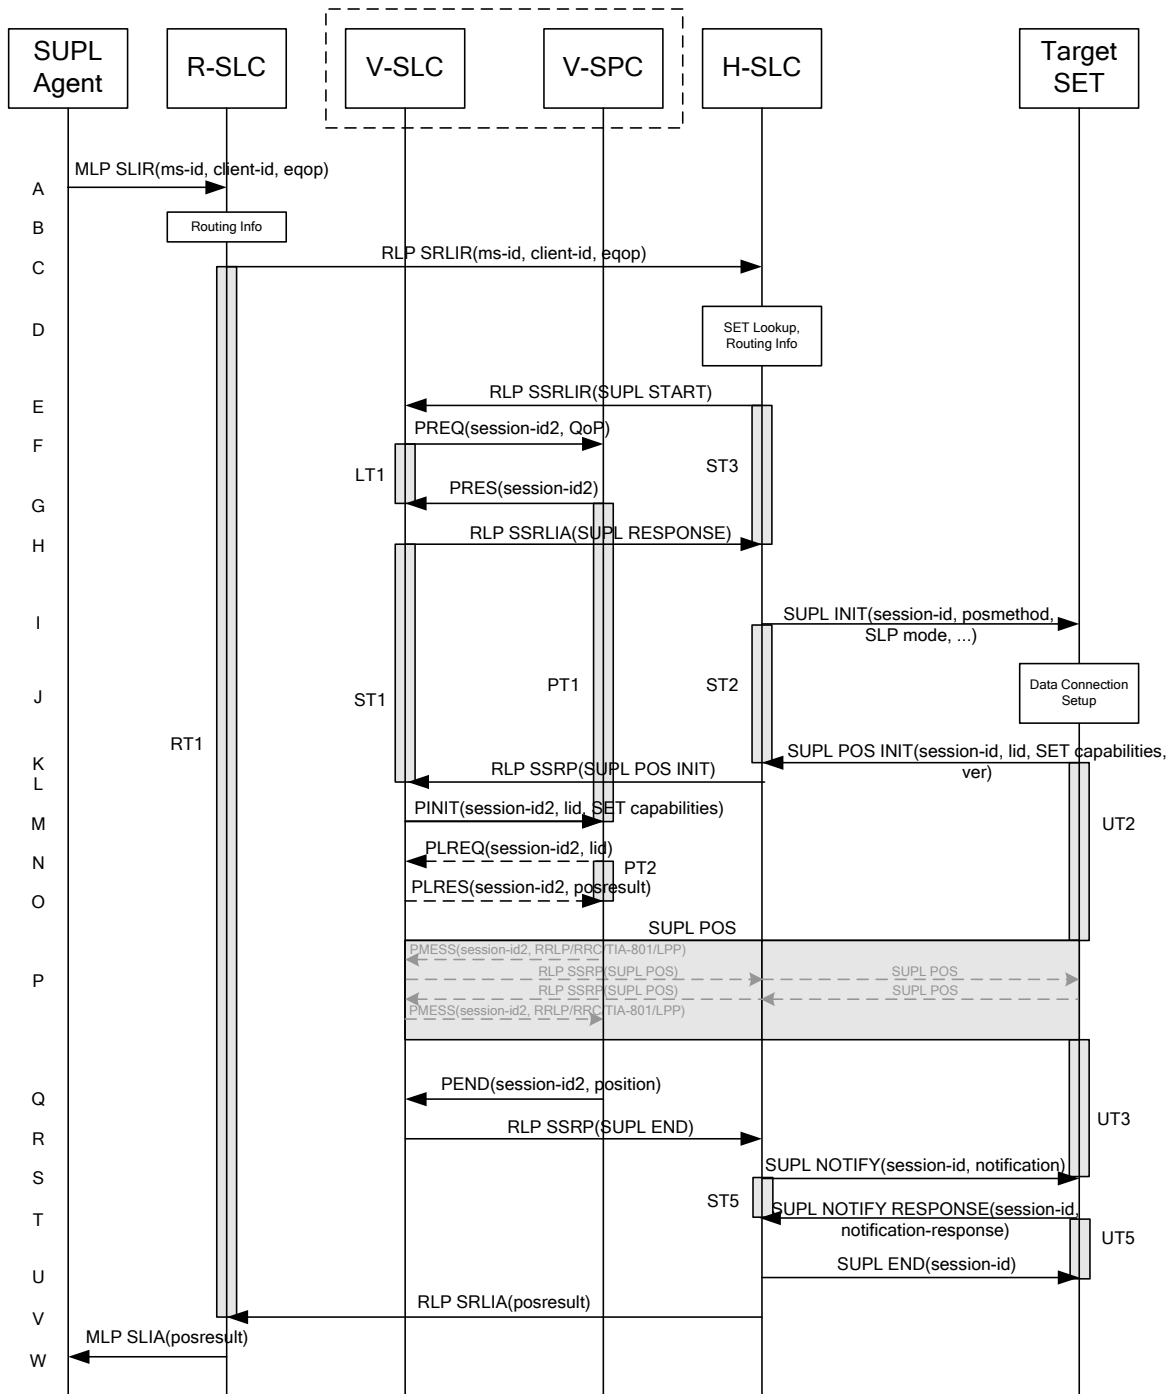 SUPL
Agent
R-SLC
V-SLC
V-SPC
H-SLC
Target
SET
MLP SLIR(ms-id, client-id, eqop)
A
B
Routing Info
RLP SRLIR(ms-id, client-id, eqop)
C
D
SET Lookup,
Routing Info
RLP SSRLIR(SUPL START)
E
PREQ(session-id2, QoP)
F
LT1
ST3
PRES(session-id2)
G
RLP SSRLIA(SUPL RESPONSE)
H
SUPL INIT(session-id, posmethod,
SLP mode, ...)
I
Data Connection
Setup
J
ST1
PT1
ST2
RT1
SUPL POS INIT(session-id, lid, SET capabilities,
ver)
K
RLP SSRP(SUPL POS INIT)
L
PINIT(session-id2, lid, SET capabilities)
M
UT2
PLREQ(session-id2, lid)
N
PT2
PLRES(session-id2, posresult)
O
SUPL POS
PMESS(session-id2, RRLP/RRC/TIA-801/LPP)
RLP SSRP(SUPL POS)
SUPL POS
P
RLP SSRP(SUPL POS)
SUPL POS
PMESS(session-id2, RRLP/RRC/TIA-801/LPP)
PEND(session-id2, position)
Q
UT3
RLP SSRP(SUPL END)
R
SUPL NOTIFY(session-id, notification)
S
ST5
SUPL NOTIFY RESPONSE(session-id,
notification-response)
T
UT5
SUPL END(session-id)
U
RLP SRLIA(posresult)
V
MLP SLIA(posresult)
W